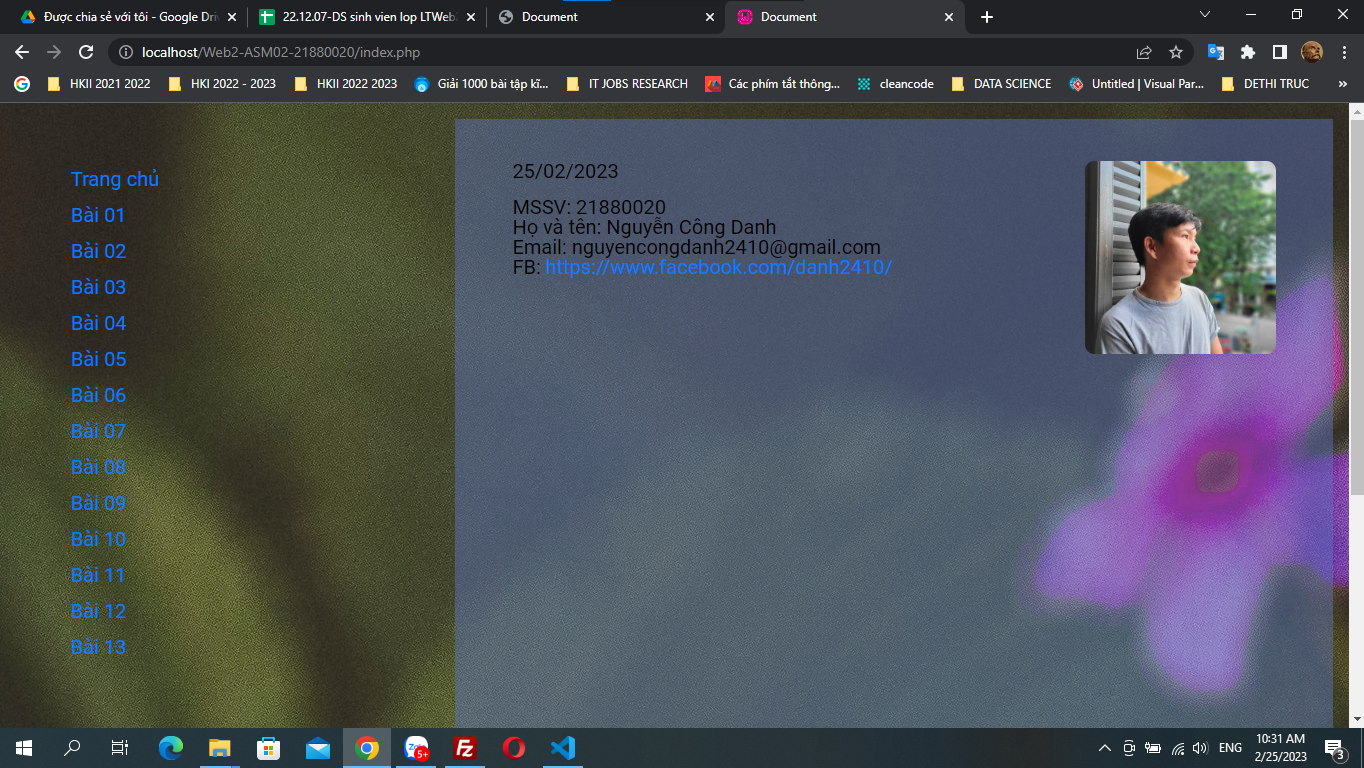 Được chia sẻ với tôi - Google Dri
22.12.07-DS sinh vien lop LTWeb
Document
Document
localhost/Web2-ASM02-21880020/index.php
HKII 2021 2022
HKI 2022 - 2023
HKII 2022 2023
Giải 1000 bài tập kĩ...
IT JOBS RESEARCH
Các phím tắt thông...
cleancode
DATA SCIENCE
Untitled | Visual Par...
DETHI TRUC
»
Trang chủ
Bài 01
Bài 02
Bài 03
Bài 04
Bài 05
Bài 06
Bài 07
Bài 08
Bài 09
Bài 10
Bài 11
Bài 12
Bài 13
25/02/2023
MSSV: 21880020
Họ và tên: Nguyễn Công Danh
Email: nguyencongdanh2410@gmail.com
FB: https://www.facebook.com/danh2410/
5+
ENG
10:31 AM
2/25/2023
3